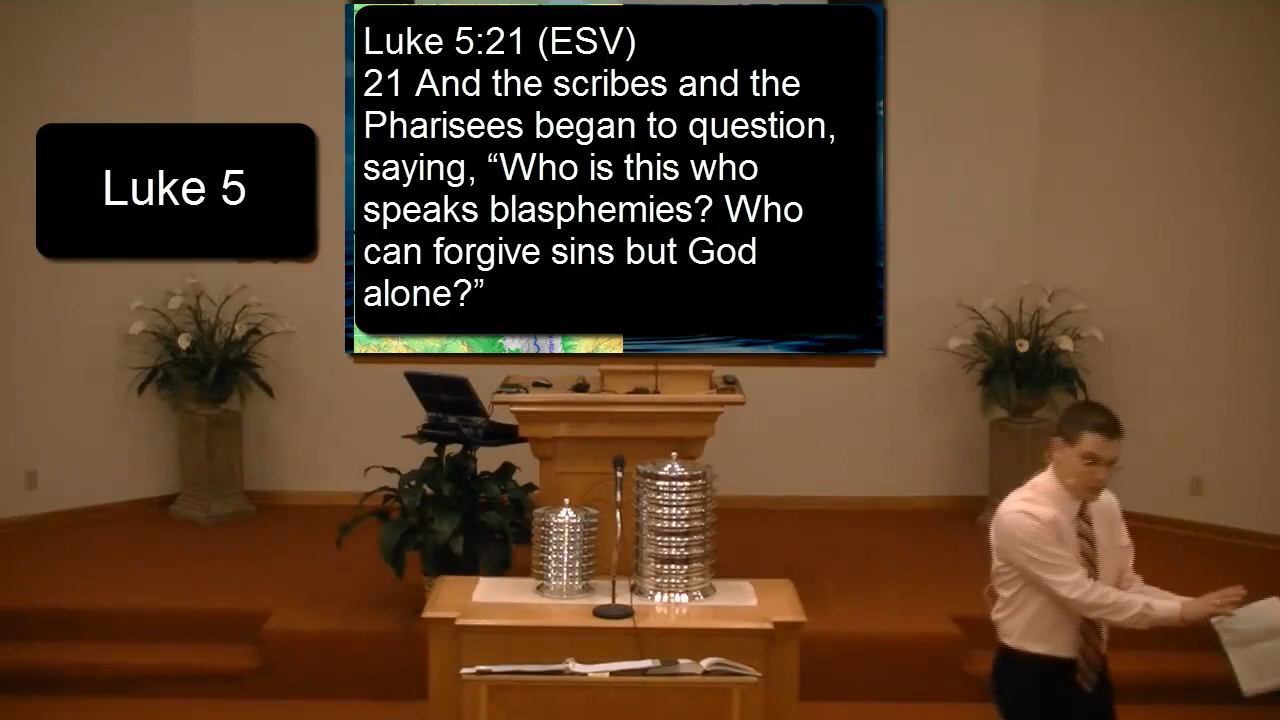 Luke 5:21 (ESV)
21 And the scribes and the
Pharisees began to question,
saying, “Who is this who
speaks blasphemies? Who
can forgive sins but God
alone?”
Luke 5